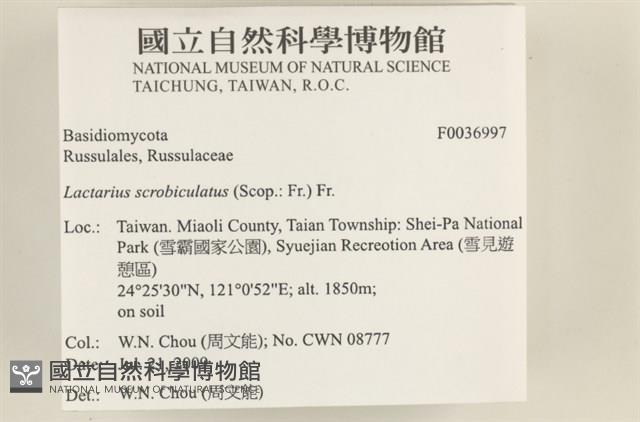 國立自然科學博物館
NATIONAL MUSEUM OF NATURAL SCIENCE
TAICHUNG, TAIWAN, R.O.C.
Basidiomycota F0036997
Russulales, Russulaceae
Lactarius scrobiculatus (Scop.: Fr.) Fr.
Loc.: Taiwan. Miaoli County, Taian Township: Shei-Pa National
Park (雪霸國家公園), Syuejian Recreotion Area (雪見遊
憩區)
24°25'30"N, 121°0'52"E; alt. 1850m;
on soil
Col.: W.N. Chou (周文能); No. CWN 08777
Date: Jul. 21, 2009
國立自然科學博物館
NATIONAL MUSEUM OF NATURAL SCIENCE
Det.: W.N. Chou (周文能)